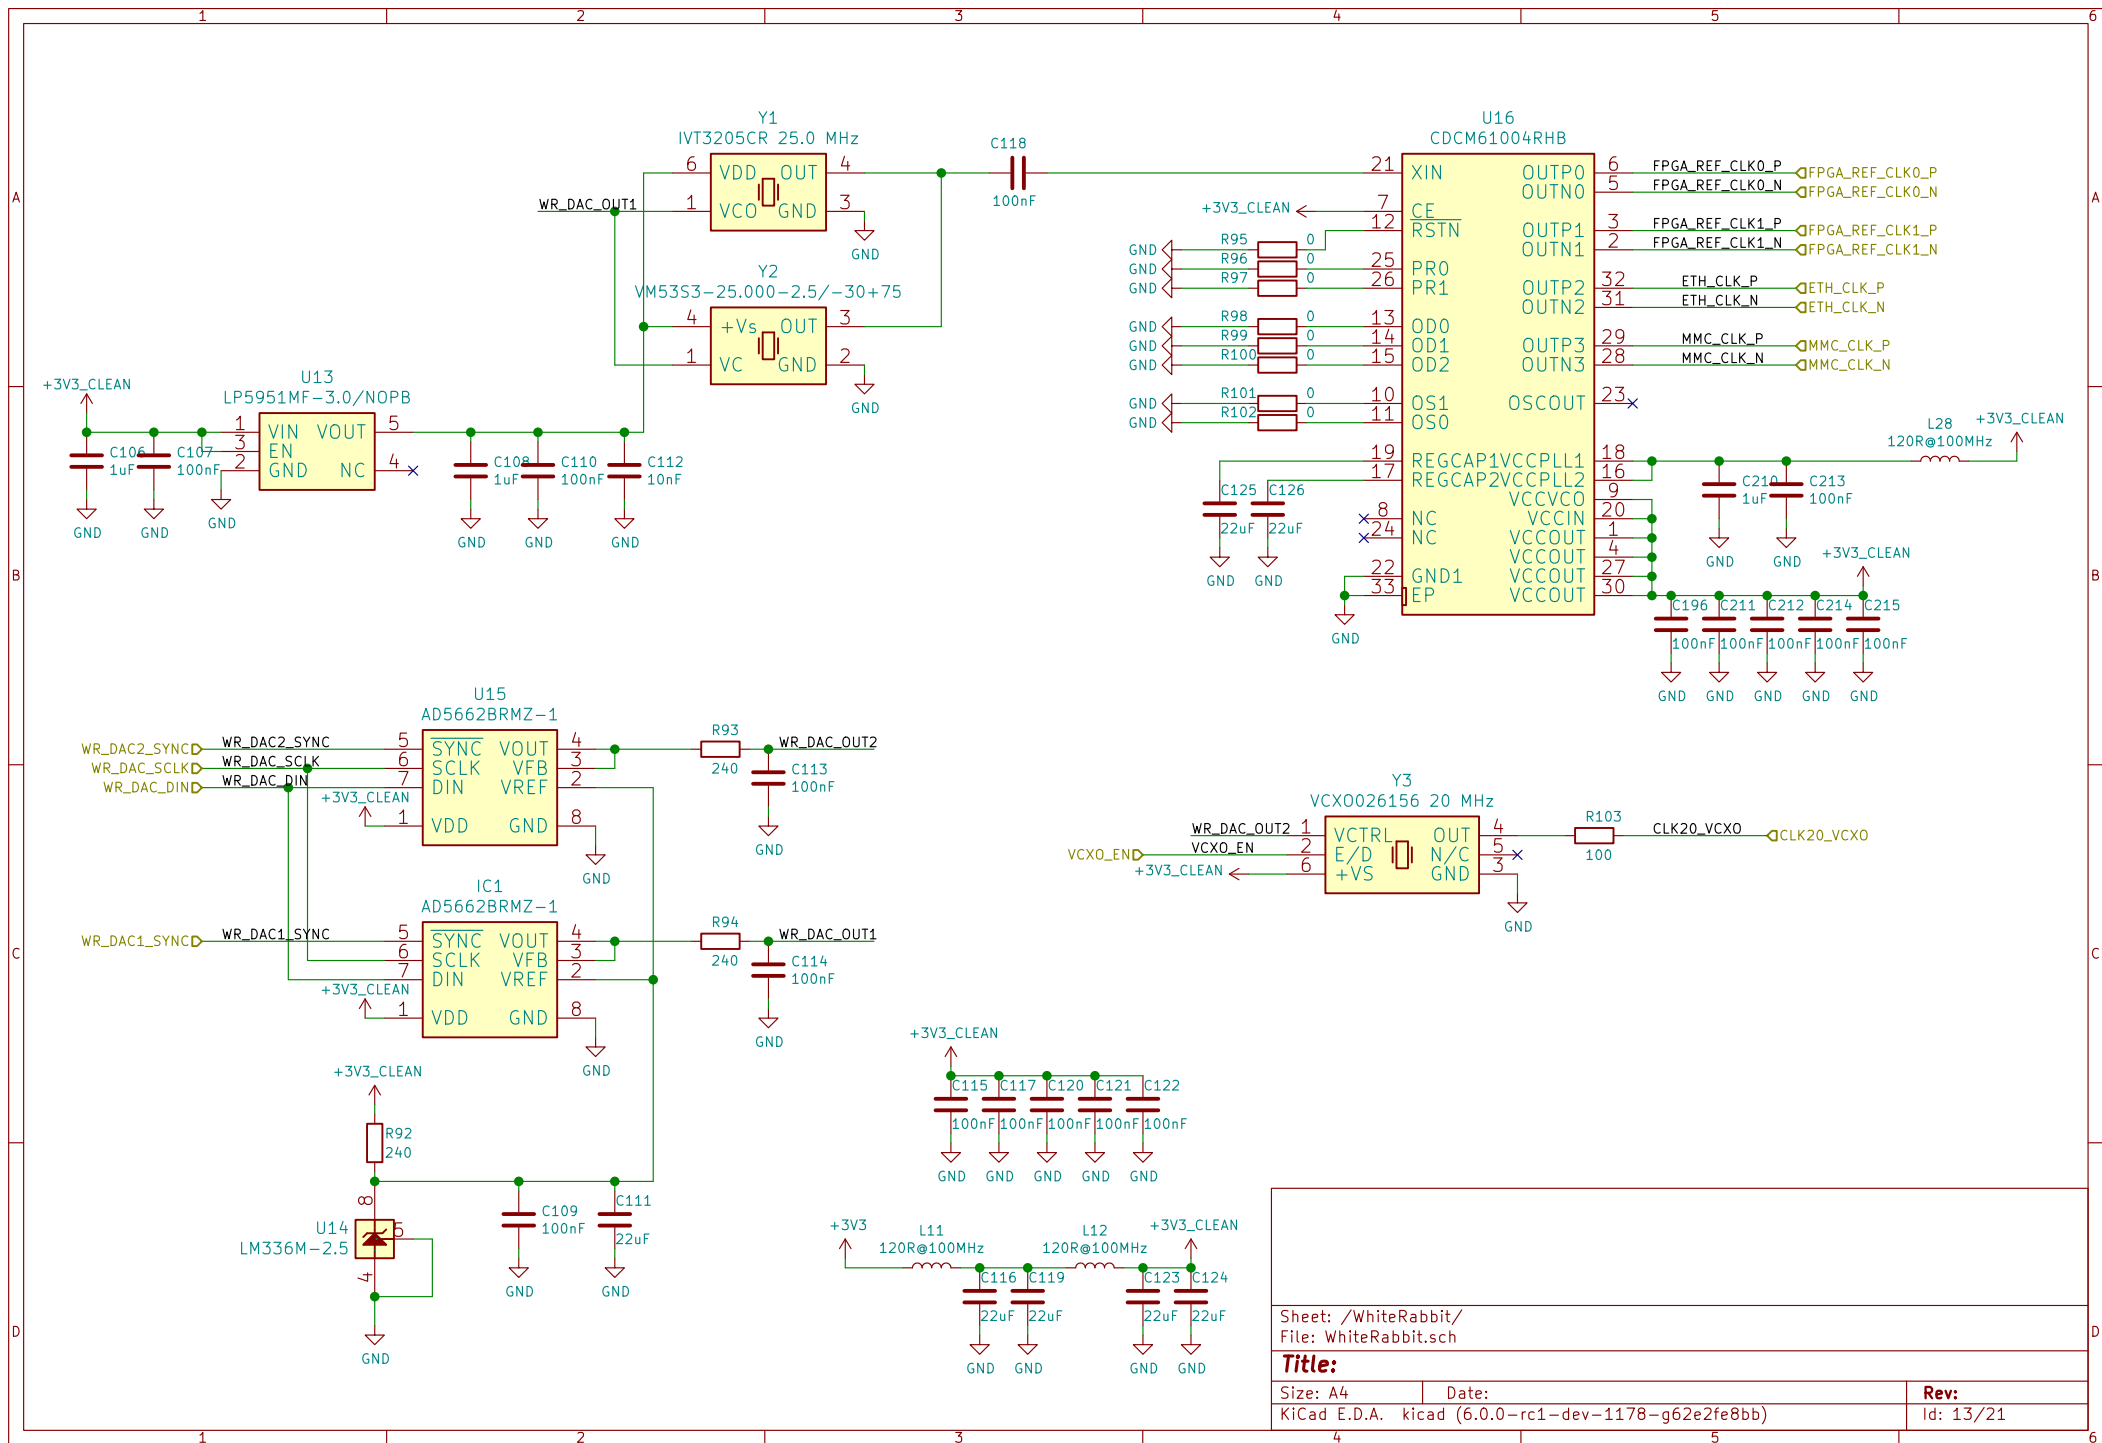 1 2 3 4 5 6
A
B
C
D
Y1
IVT3205CR 25.0 MHz
6 VDD OUT 4
1 VCO GND 3
WR_DAC_OUT1
GND
Y2
VM53S3-25.000-2.5/-30+75
4 +Vs OUT 3
1 VC GND 2
GND
C118
100nF
+3V3_CLEAN
U13
LP5951MF-3.0/NOPB
1 VIN VOUT 5
3 EN
2 GND NC 4
C106
1uF
C107
100nF
C108
1uF
C110
100nF
C112
10nF
GND GND GND GND GND GND
U16
CDCM61004RHB
21 XIN OUTP0 6 FPGA_REF_CLK0_P FPGA_REF_CLK0_P
OUTN0 5 FPGA_REF_CLK0_N FPGA_REF_CLK0_N
+3V3_CLEAN 7 CE
12 RSTN OUTP1 3 FPGA_REF_CLK1_P FPGA_REF_CLK1_P
GND R95 0 OUTN1 2 FPGA_REF_CLK1_N FPGA_REF_CLK1_N
GND R96 0 25 PR0
GND R97 0 26 PR1 OUTP2 32 ETH_CLK_P ETH_CLK_P
OUTN2 31 ETH_CLK_N ETH_CLK_N
GND R98 0 13 OD0
GND R99 0 14 OD1 OUTP3 29 MMC_CLK_P MMC_CLK_P
GND R100 0 15 OD2 OUTN3 28 MMC_CLK_N MMC_CLK_N
GND R101 0 10 OS1 OSCOUT 23
GND R102 0 11 OS0
19 REGCAP1 VCCPLL1 18
17 REGCAP2 VCCPLL2 16
VCCVCO 9
8 NC VCCIN 20
24 NC VCCOUT 1
VCCOUT 4
22 GND1 VCCOUT 27
33 EP VCCOUT 30
C125
22uF
C126
22uF
GND GND
GND
L28
120R@100MHz
+3V3_CLEAN
C210
1uF
C213
100nF
GND GND
+3V3_CLEAN
C196 C211 C212 C214 C215
100nF 100nF 100nF 100nF 100nF
GND GND GND GND GND
U15
AD5662BRMZ-1
WR_DAC2_SYNC WR_DAC2_SYNC 5 SYNC VOUT 4
WR_DAC_SCLK WR_DAC_SCLK 6 SCLK VFB 3
WR_DAC_DIN WR_DAC_DIN 7 DIN VREF 2
+3V3_CLEAN 1 VDD GND 8
GND
R93
240
WR_DAC_OUT2
C113
100nF
GND
IC1
AD5662BRMZ-1
WR_DAC1_SYNC WR_DAC1_SYNC 5 SYNC VOUT 4
6 SCLK VFB 3
7 DIN VREF 2
+3V3_CLEAN 1 VDD GND 8
GND
R94
240
WR_DAC_OUT1
C114
100nF
GND
Y3
VCXO026156 20 MHz
WR_DAC_OUT2 1 VCTRL OUT 4
VCXO_EN VCXO_EN 2 E/D N/C 5
+3V3_CLEAN 6 +VS GND 3
R103
100
CLK20_VCXO CLK20_VCXO
GND
+3V3_CLEAN
R92
240
8
U14
LM336M-2.5
5
4
GND
C109
100nF
C111
22uF
GND GND
+3V3_CLEAN
C115 C117 C120 C121 C122
100nF 100nF 100nF 100nF 100nF
GND GND GND GND GND
+3V3
L11
120R@100MHz
L12
120R@100MHz
+3V3_CLEAN
C116 C119 C123 C124
22uF 22uF 22uF 22uF
GND GND GND GND
Sheet: /WhiteRabbit/
File: WhiteRabbit.sch
Title:
Size: A4 Date: Rev:
KiCad E.D.A. kicad (6.0.0-rc1-dev-1178-g62e2fe8bb) Id: 13/21
A
B
C
D
1 2 3 4 5 6